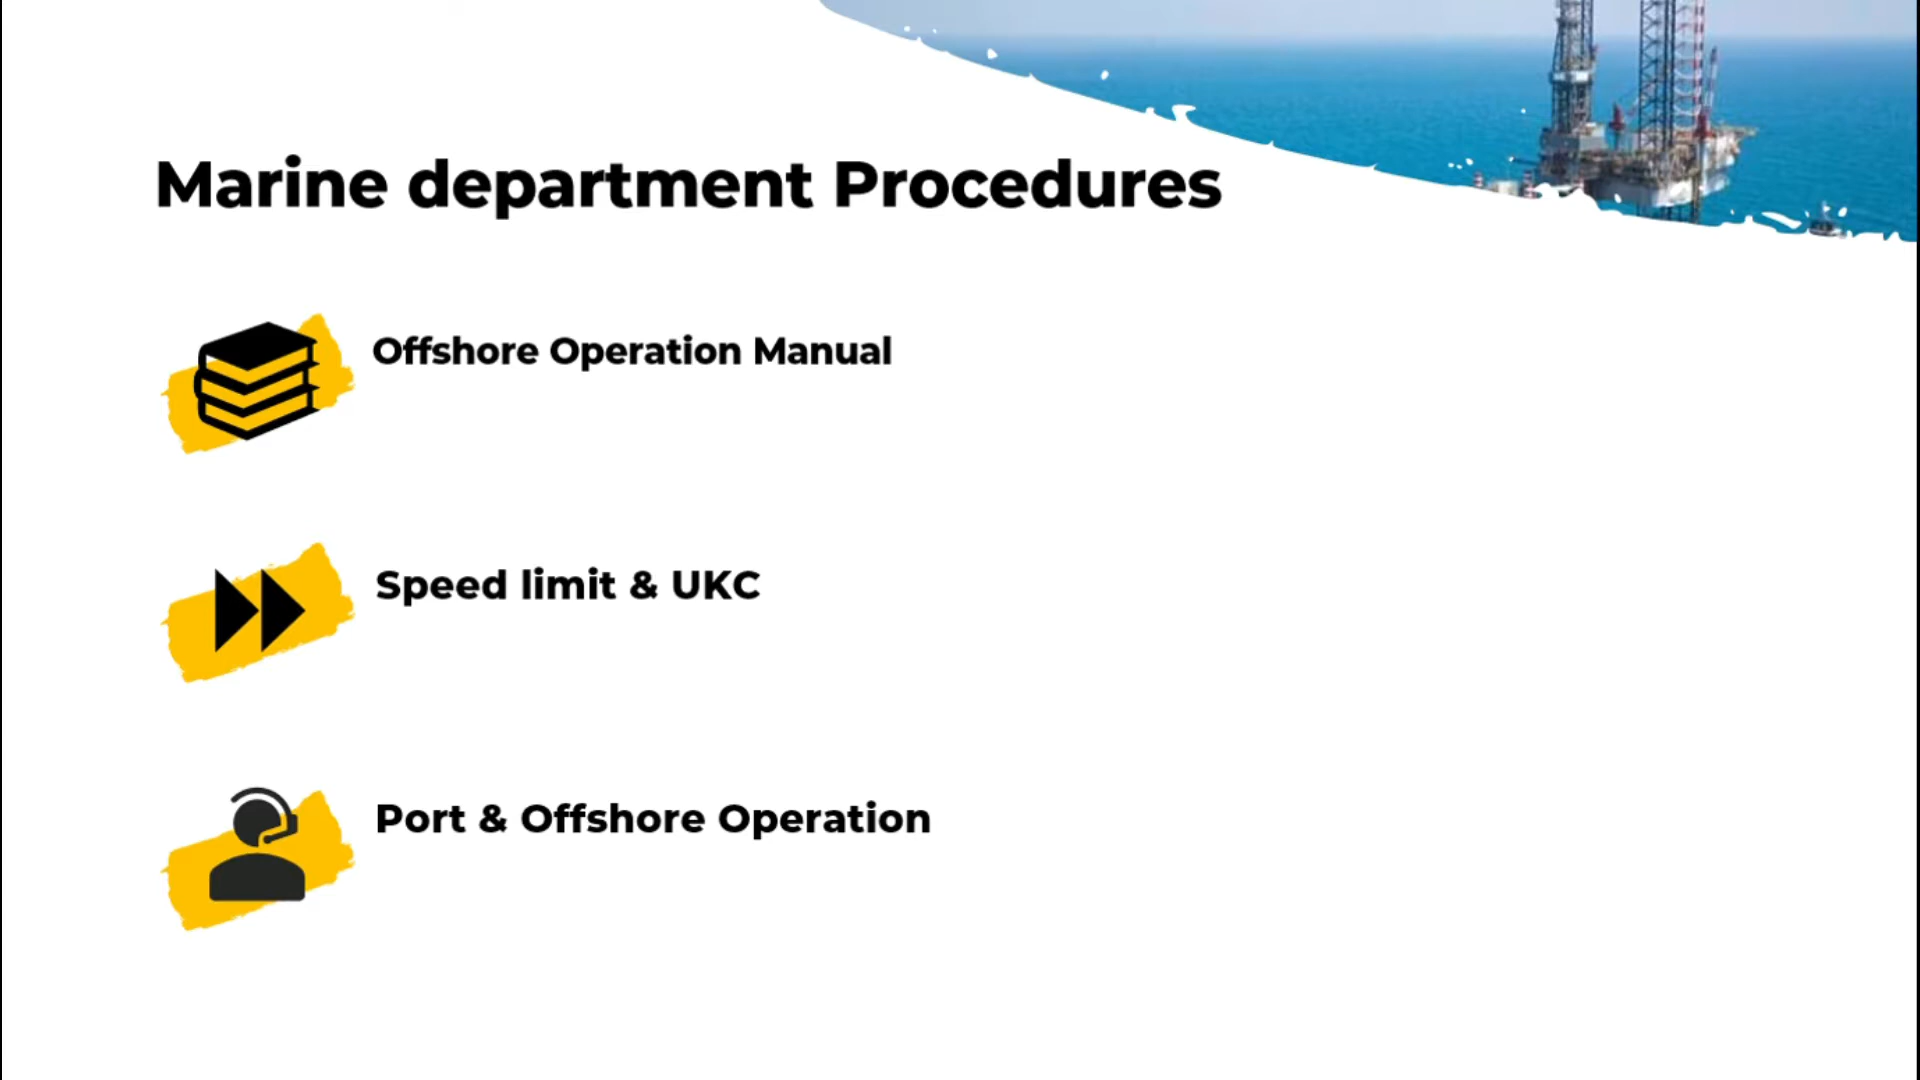 Marine department Procedures
Offshore Operation Manual
Speed limit & UKC
Port & Offshore Operation